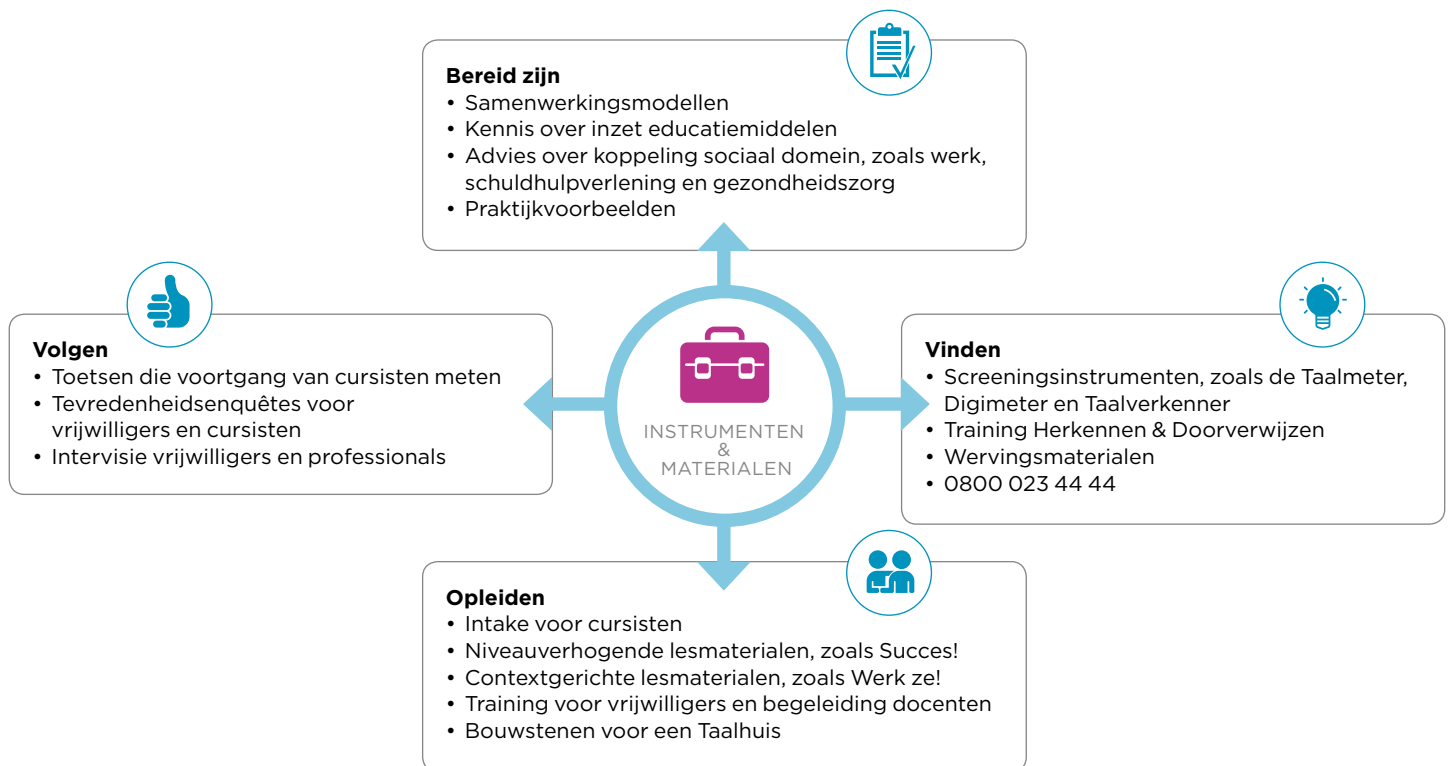 Bereid zijn
• Samenwerkingsmodellen
• Kennis over inzet educatiemiddelen
• Advies over koppeling sociaal domein, zoals werk,
schuldhulpverlening en gezondheidszorg
• Praktijkvoorbeelden
Volgen
• Toetsen die voortgang van cursisten meten
• Tevredenheidsenquêtes voor
vrijwilligers en cursisten
• Intervisie vrijwilligers en professionals
INSTRUMENTEN
&
MATERIALEN
Vinden
• Screeningsinstrumenten, zoals de Taalmeter,
Digimeter en Taalverkenner
• Training Herkennen & Doorverwijzen
• Wervingsmaterialen
• 0800 023 44 44
Opleiden
• Intake voor cursisten
• Niveauverhogende lesmaterialen, zoals Succes!
• Contextgerichte lesmaterialen, zoals Werk ze!
• Training voor vrijwilligers en begeleiding docenten
• Bouwstenen voor een Taalhuis